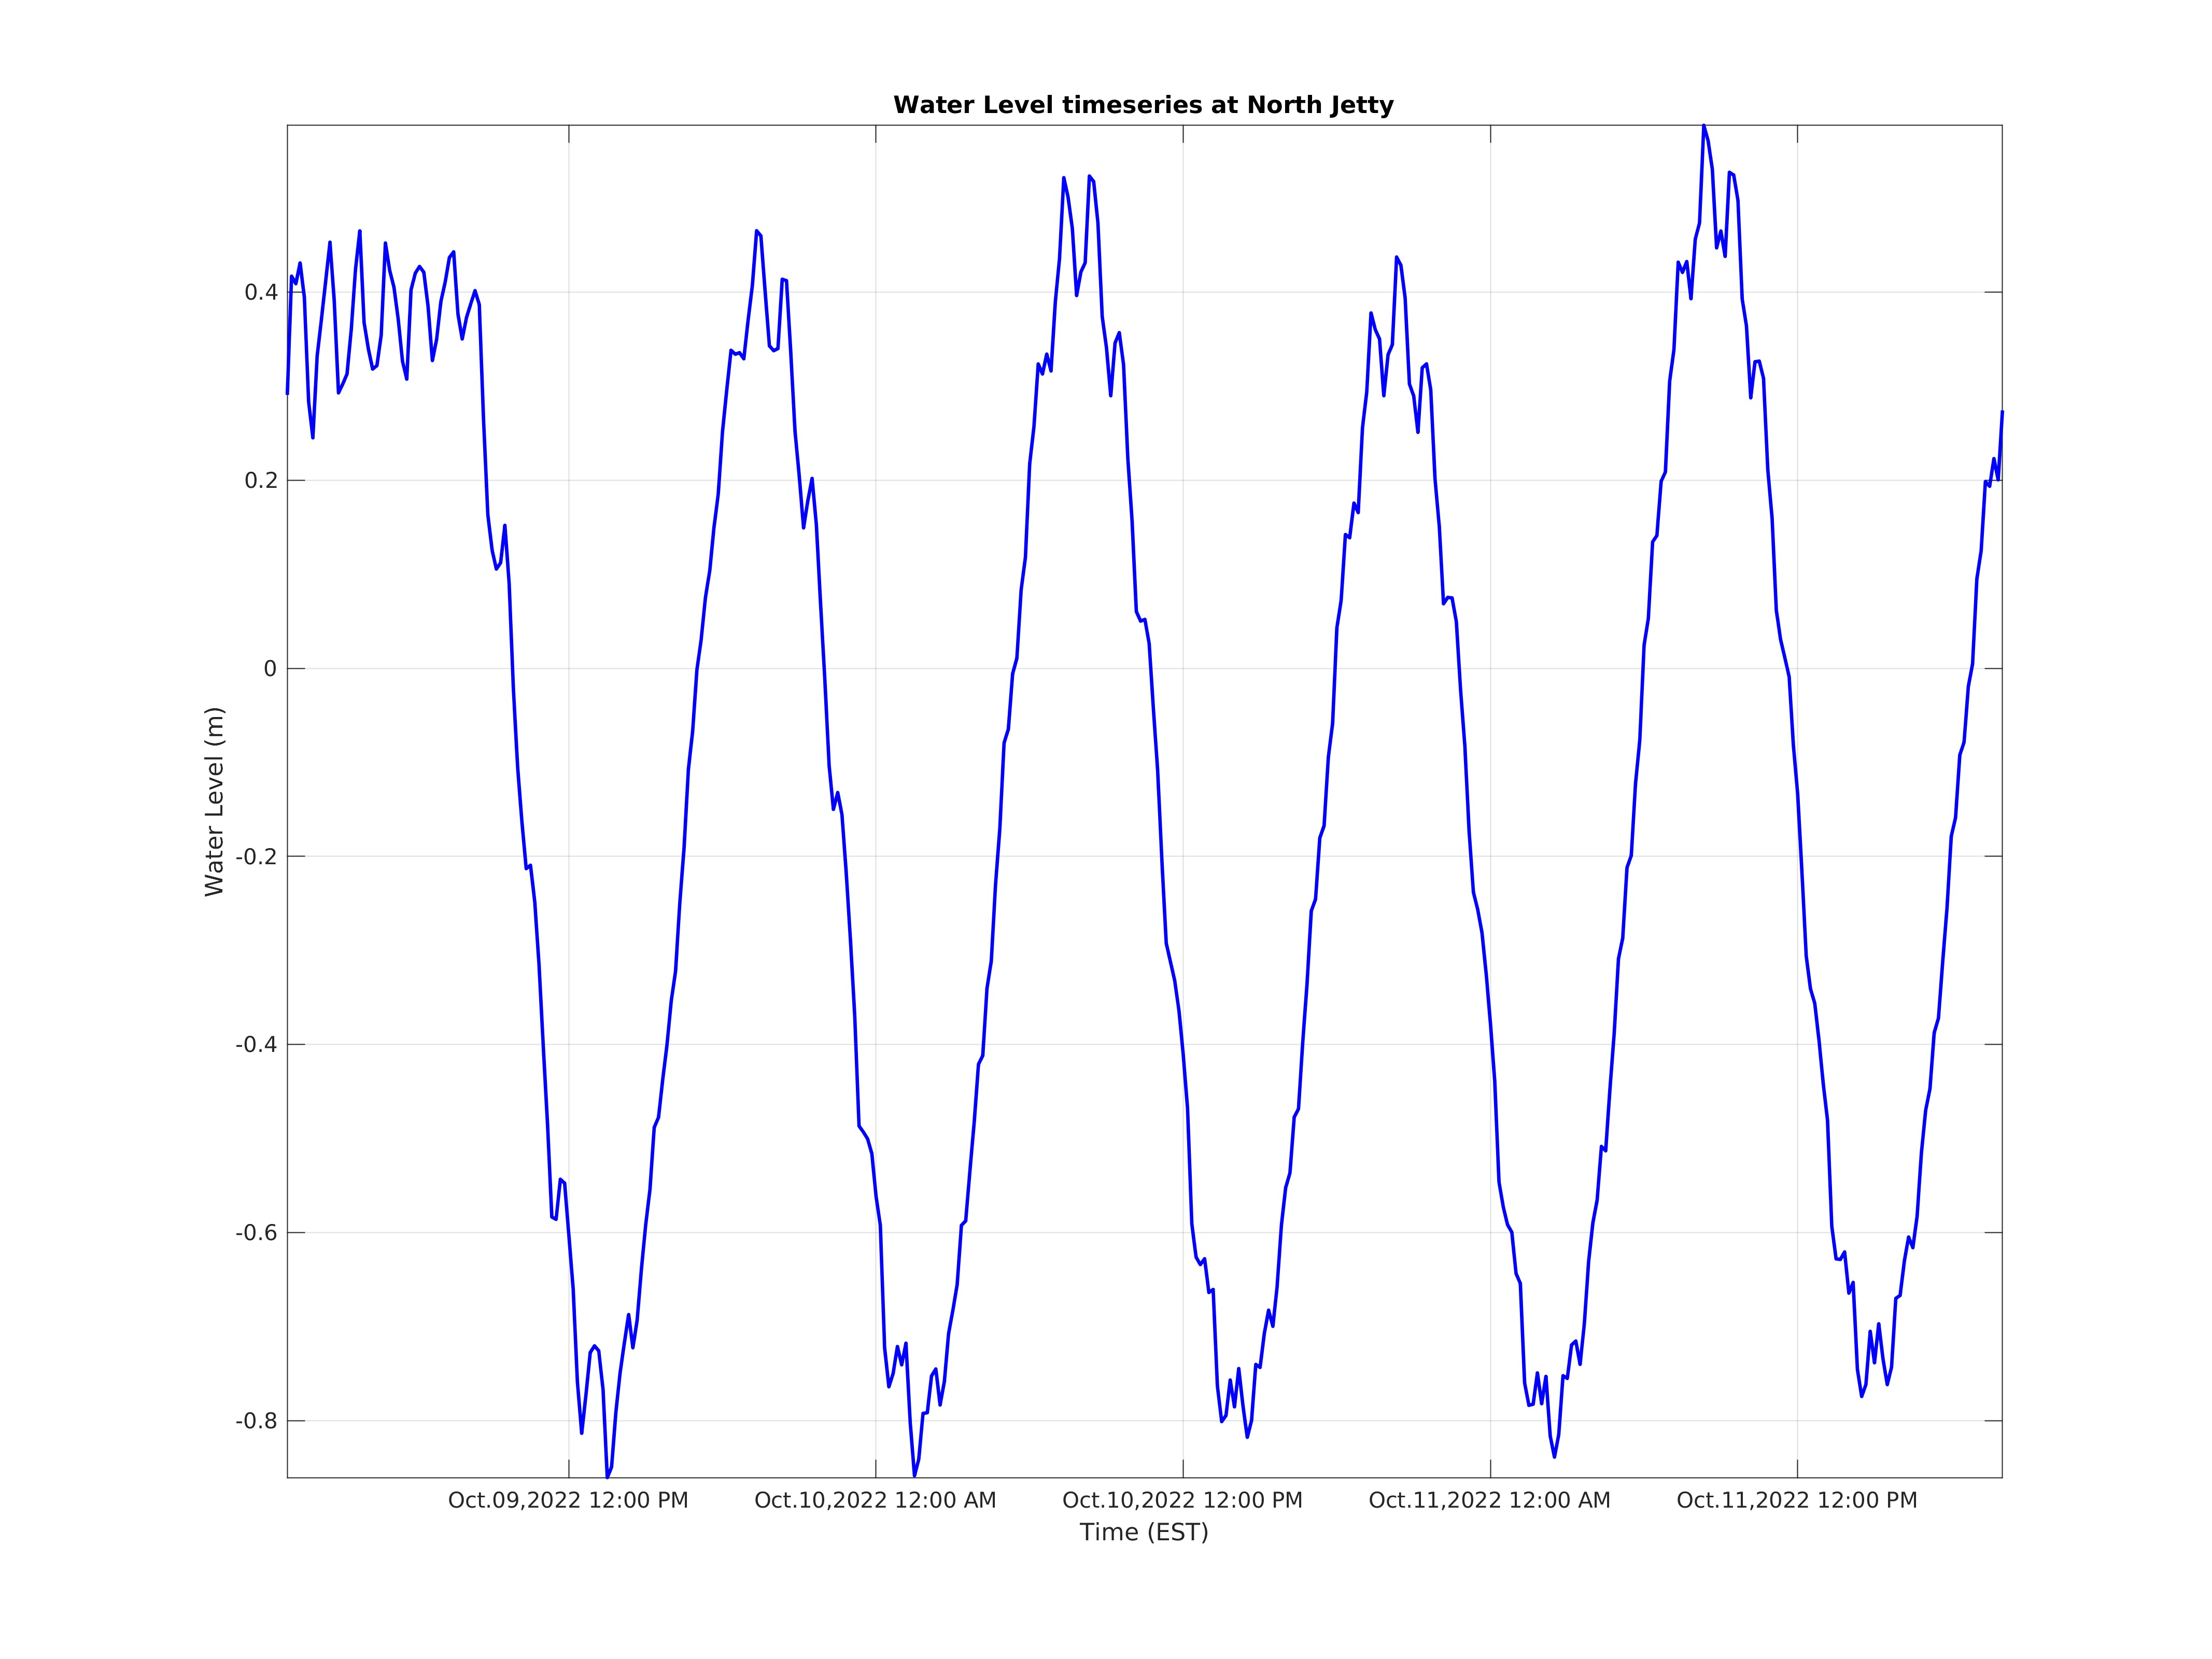 Water Level timeseries at North Jetty
0.4
0.2
0
-0.2
-0.4
-0.6
-0.8
Water Level (m)
Oct.09,2022 12:00 PM
Oct.10,2022 12:00 AM
Oct.10,2022 12:00 PM
Oct.11,2022 12:00 AM
Oct.11,2022 12:00 PM
Time (EST)